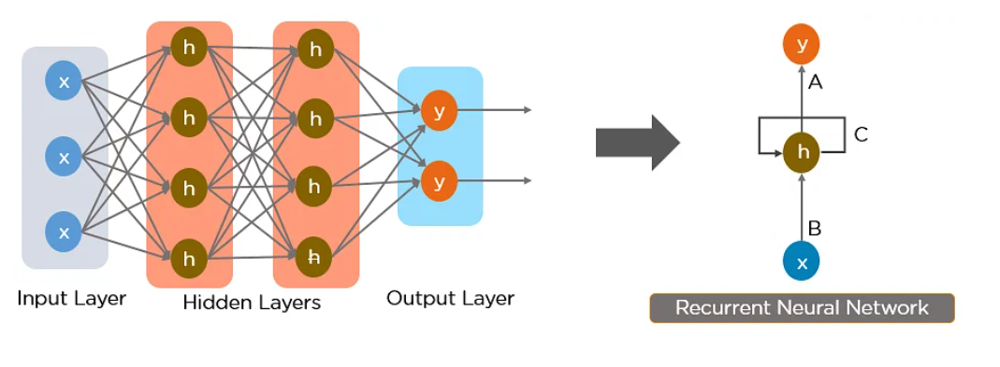 x
x
x
h
h
h
h
h
h
h
h
y
y
Input Layer
Hidden Layers
Output Layer
y
A
C
h
B
x
Recurrent Neural Network